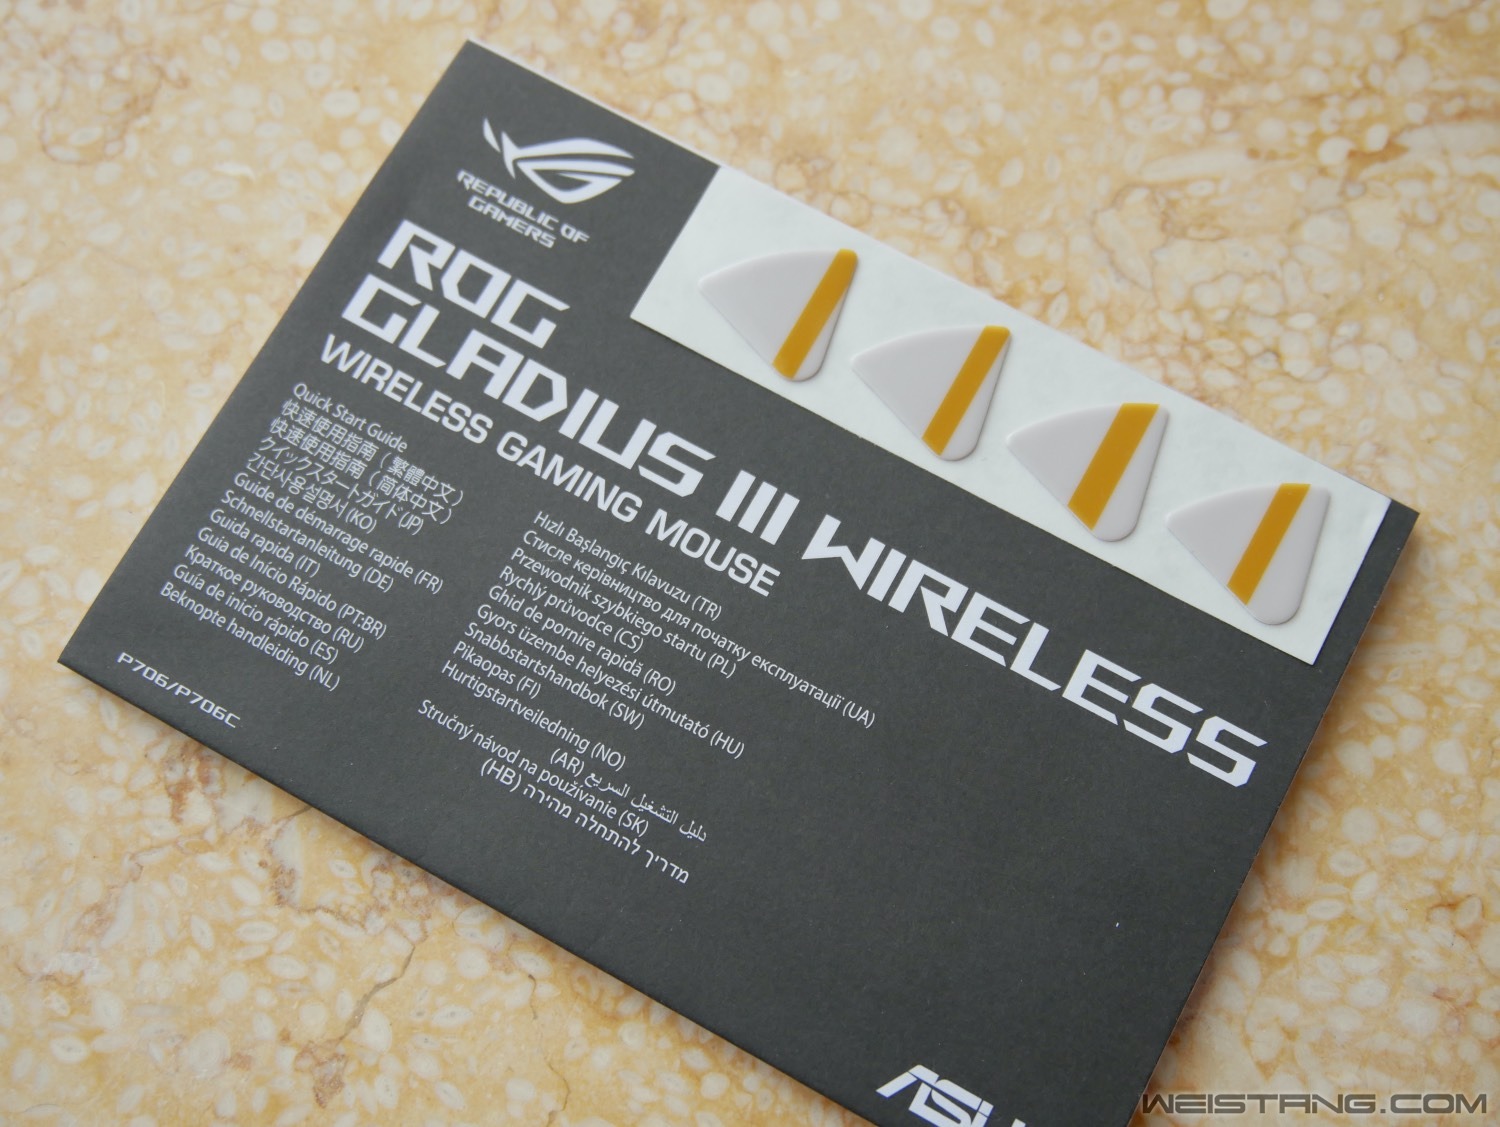 REPUBLIC OF
GAMERS
ROG
GLADIUS III WIRELESS
WIRELESS GAMING MOUSE
Quick Start Guide
快速使用指南（繁體中文）
快速使用指南（简体中文）
クイックスタートガイド (JP)
간단사용설명서 (KO)
Guide de démarrage rapide (FR)
Schnellstartanleitung (DE)
Guida rapida (IT)
Guia de Início Rápido (PT:BR)
Краткое руководство (RU)
Guía de inicio rápido (ES)
Beknopte handleiding (NL)
Hızlı Başlangıç Kılavuzu (TR)
Стисле керівництво для початку експлуатації (UA)
Przewodnik szybkiego startu (PL)
Rychlý průvodce (CS)
Ghid de pornire rapidă (RO)
Gyors üzembe helyezési útmutató (HU)
Snabbstartshandbok (SW)
Pikaopas (FI)
Hurtigstartveiledning (NO)
دليل التشغيل السريع (AR)
Stručný návod na používanie (SK)
מדריך להתחלה מהירה (HB)
P706/P706C
WEISTANG.COM